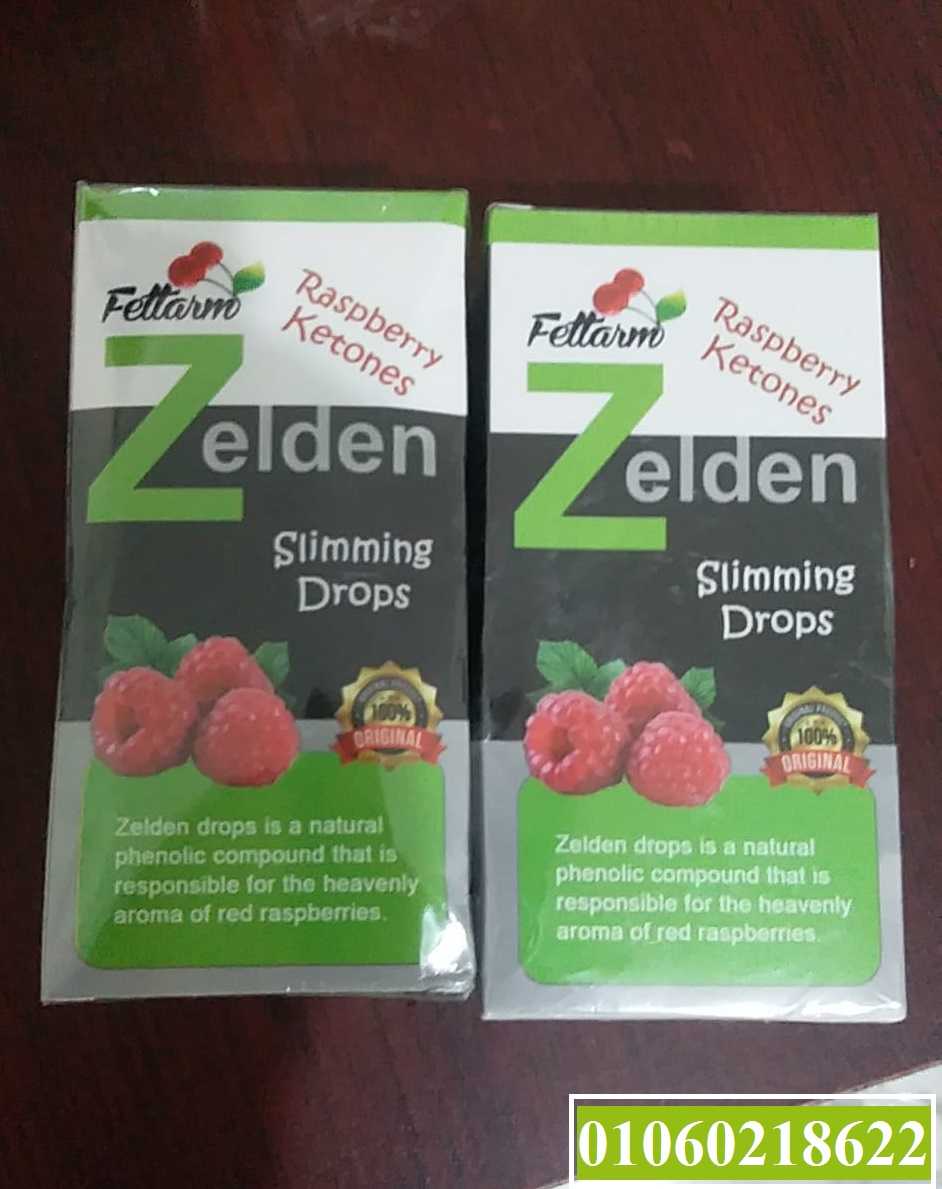 Fettarm
Raspberry
Ketones
Zelden
Slimming
Drops
100%
ORIGINAL
Zelden drops is a natural
phenolic compound that is
responsible for the heavenly
aroma of red raspberries.
Fettarm
Raspberry
Ketones
Zelden
Slimming
Drops
100%
ORIGINAL
Zelden drops is a natural
phenolic compound that is
responsible for the heavenly
aroma of red raspberries.
01060218622